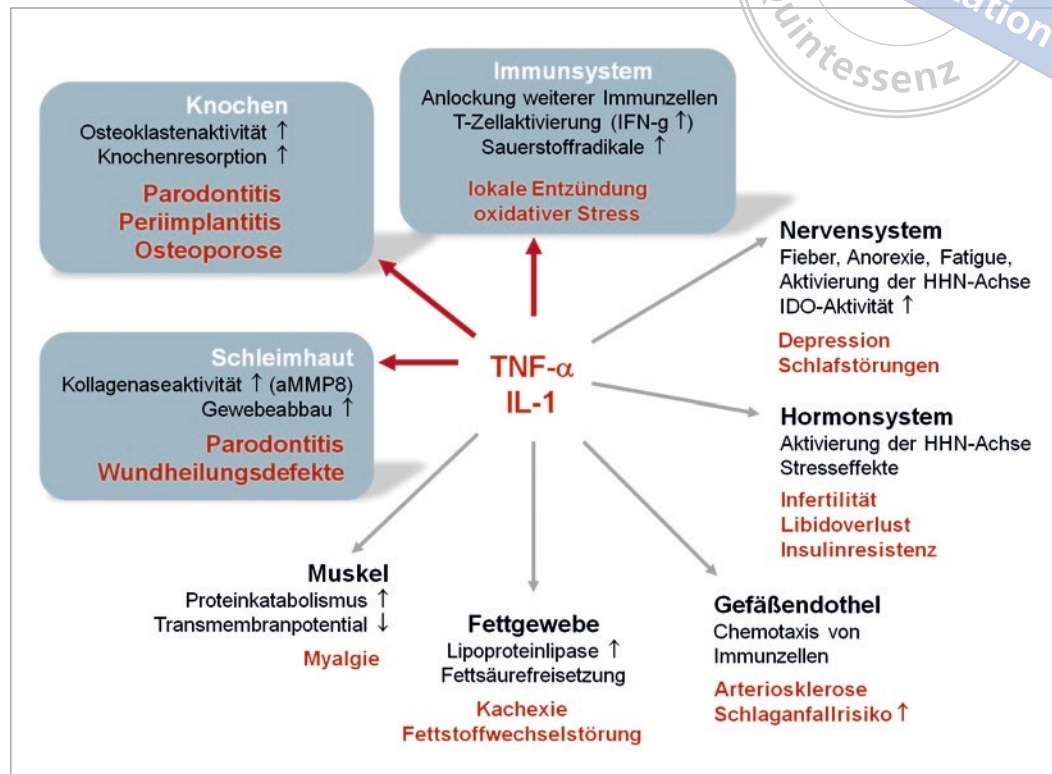 Quintessenz
Knochen
Osteoklastenaktivität ↑
Knochenresorption ↑
Parodontitis
Periimplantitis
Osteoporose
Immunsystem
Anlockung weiterer Immunzellen
T-Zellaktivierung (IFN-g ↑)
Sauerstoffradikale ↑
lokale Entzündung
oxidativer Stress
Nervensystem
Fieber, Anorexie, Fatigue,
Aktivierung der HHN-Achse
IDO-Aktivität ↑
Depression
Schlafstörungen
Schleimhaut
Kollagenaseaktivität ↑ (aMMP8)
Gewebeabbau ↑
Parodontitis
Wundheilungsdefekte
TNF-α
IL-1
Hormonsystem
Aktivierung der HHN-Achse
Stresseffekte
Infertilität
Libidoverlust
Insulinresistenz
Muskel
Proteinkatabolismus ↑
Transmembranpotential ↓
Myalgie
Fettgewebe
Lipoproteinlipase ↑
Fettsäurefreisetzung
Kachexie
Fettstoffwechselstörung
Gefäßendothel
Chemotaxis von
Immunzellen
Arteriosklerose
Schlaganfallrisiko ↑